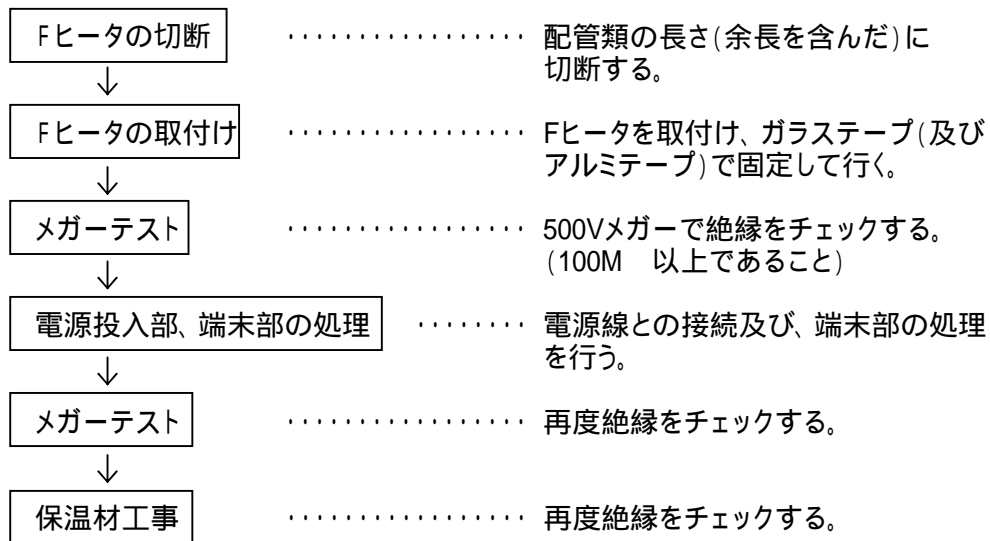 Fヒータの切断 ················· 配管類の長さ(余長を含んだ)に
切断する。
↓
Fヒータの取付け ················· Fヒータを取付け、ガラステープ(及び
アルミテープ)で固定して行く。
↓
メガーテスト ················· 500Vメガーで絶縁をチェックする。
(100M　以上であること)
↓
電源投入部、端末部の処理 ········ 電源線との接続及び、端末部の処理
を行う。
↓
メガーテスト ················· 再度絶縁をチェックする。
↓
保温材工事 ················· 再度絶縁をチェックする。